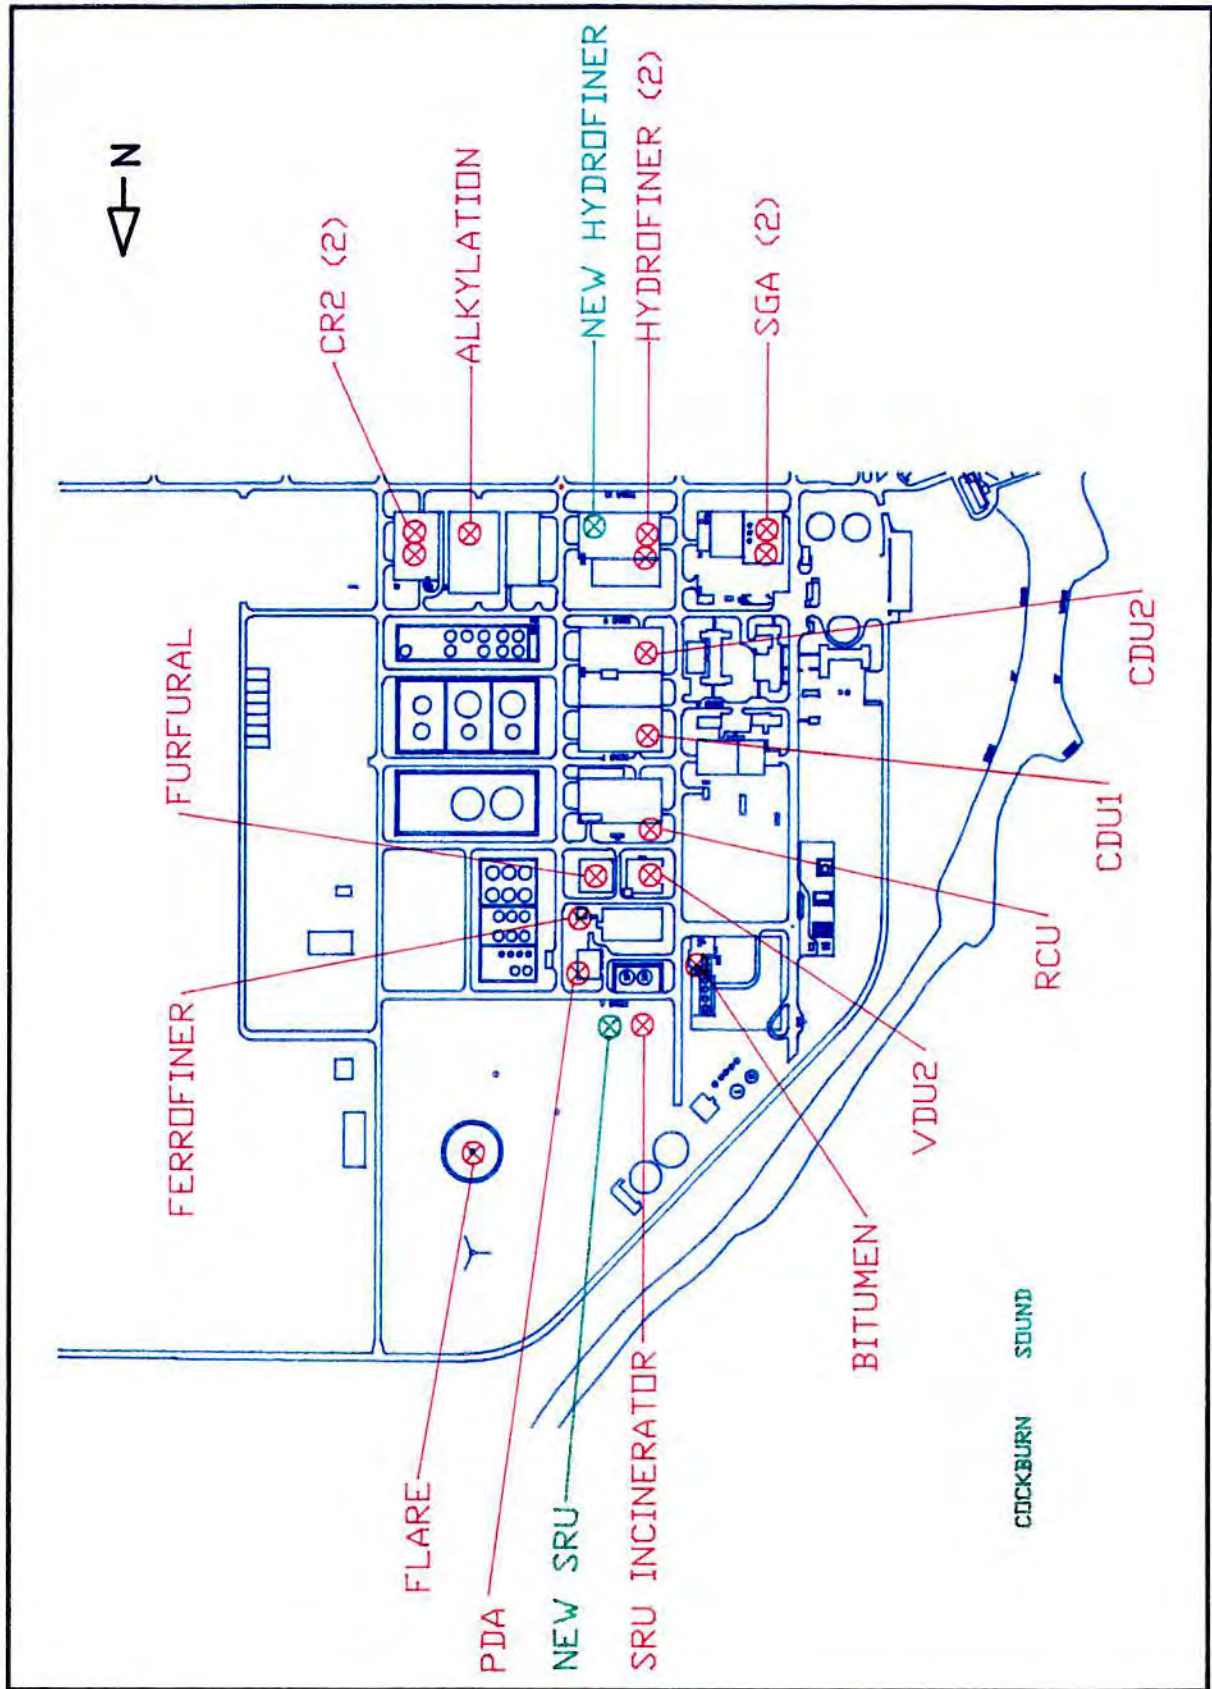 N
CR2 (2)
ALKYLATION
NEW HYDROFINER
HYDROFINER (2)
SGA (2)
FURFURAL
FERROFINER
FLARE
PDA
NEW SRU
SRU INCINERATOR
BITUMEN
VDU2
RCU
CDU1
CDU2
COCKBURN SOUND